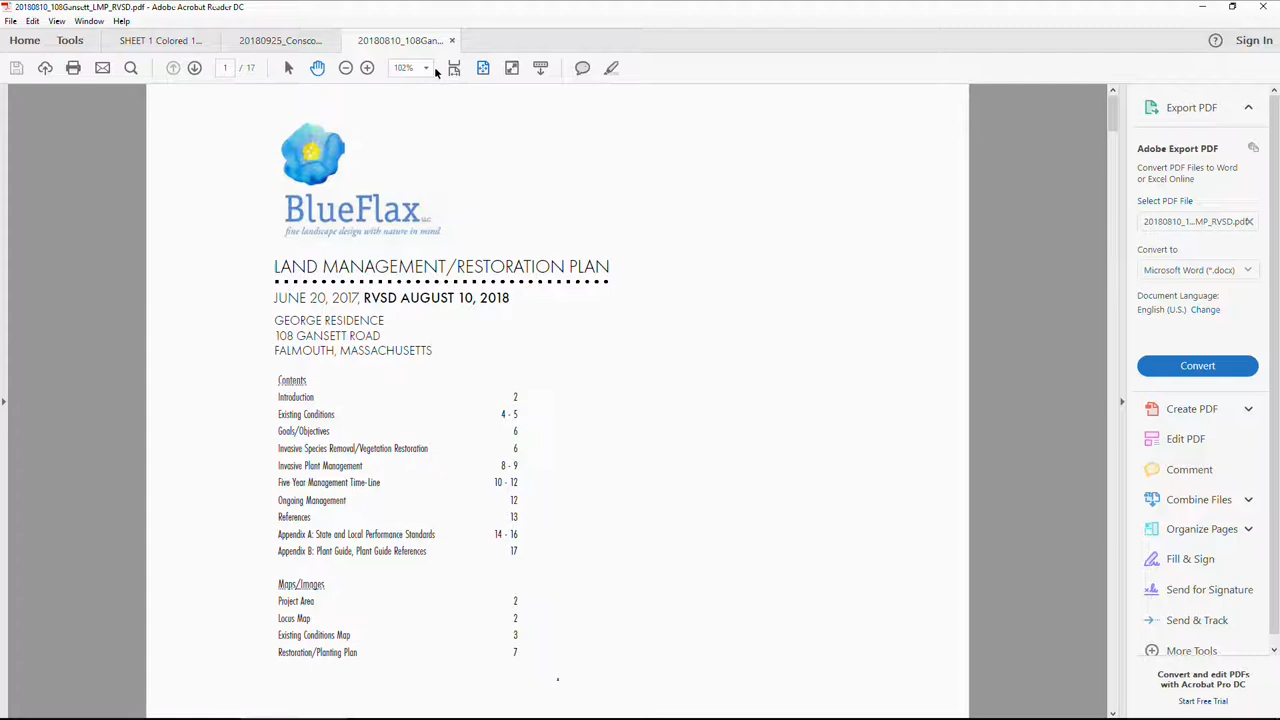 20180810_108Gansett_LMP_RVSD.pdf - Adobe Acrobat Reader DC
File Edit View Window Help
Home Tools SHEET 1 Colored 1... 20180925_Consco... 20180810_108Gan... ×
Sign In
1 / 17 102%
BlueFlax LLC
fine landscape design with nature in mind
LAND MANAGEMENT/RESTORATION PLAN
JUNE 20, 2017, RVSD AUGUST 10, 2018
GEORGE RESIDENCE
108 GANSETT ROAD
FALMOUTH, MASSACHUSETTS
Contents
Introduction 2
Existing Conditions 4 - 5
Goals/Objectives 6
Invasive Species Removal/Vegetation Restoration 6
Invasive Plant Management 8 - 9
Five Year Management Time-Line 10 - 12
Ongoing Management 12
References 13
Appendix A: State and Local Performance Standards 14 - 16
Appendix B: Plant Guide, Plant Guide References 17
Maps/Images
Project Area 2
Locus Map 2
Existing Conditions Map 3
Restoration/Planting Plan 7
Export PDF
Adobe Export PDF
Convert PDF Files to Word
or Excel Online
Select PDF File
20180810_1...MP_RVSD.pdf
Convert to
Microsoft Word (*.docx)
Document Language:
English (U.S.) Change
Convert
Create PDF
Edit PDF
Comment
Combine Files
Organize Pages
Fill & Sign
Send for Signature
Send & Track
More Tools
Convert and edit PDFs
with Acrobat Pro DC
Start Free Trial